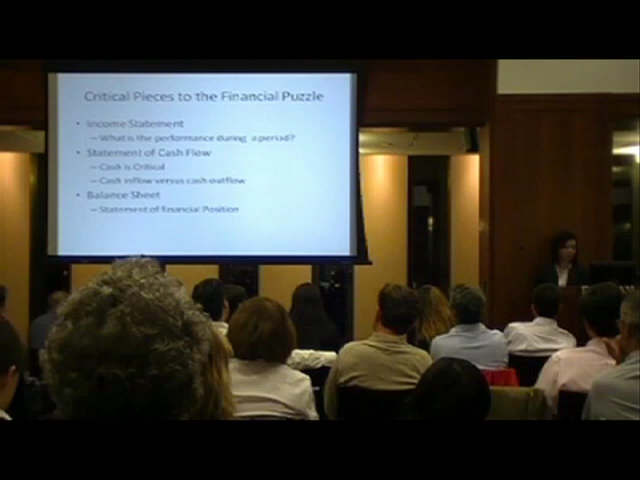 Critical Pieces to the Financial Puzzle
• Income Statement
– What is the performance during a period?
• Statement of Cash Flow
– Cash is Critical
– Cash inflow versus cash outflow
• Balance Sheet
– Statement of Financial Position